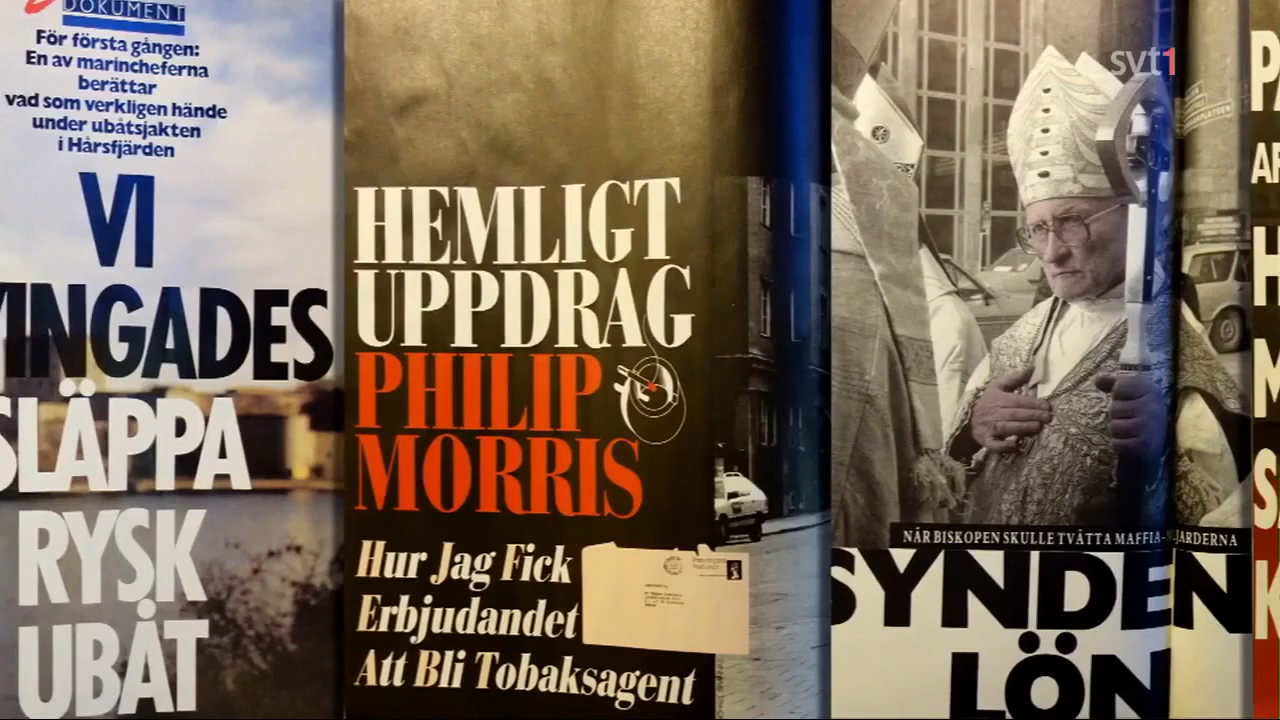 DOKUMENT
För första gången:
En av marincheferna
berättar
vad som verkligen hände
under ubåtsjakten
i Hårsfjärden
VI
VINGADES
SLÄPPA
RYSK
UBÅT
HEMLIGT
UPPDRAG
PHILIP
MORRIS
Hur Jag Fick
Erbjudandet
Att Bli Tobaksagent
svt1
NÄR BISKOPEN SKULLE TVÄTTA MAFFIA-
JARDERNA
SYNDEN
LÖN